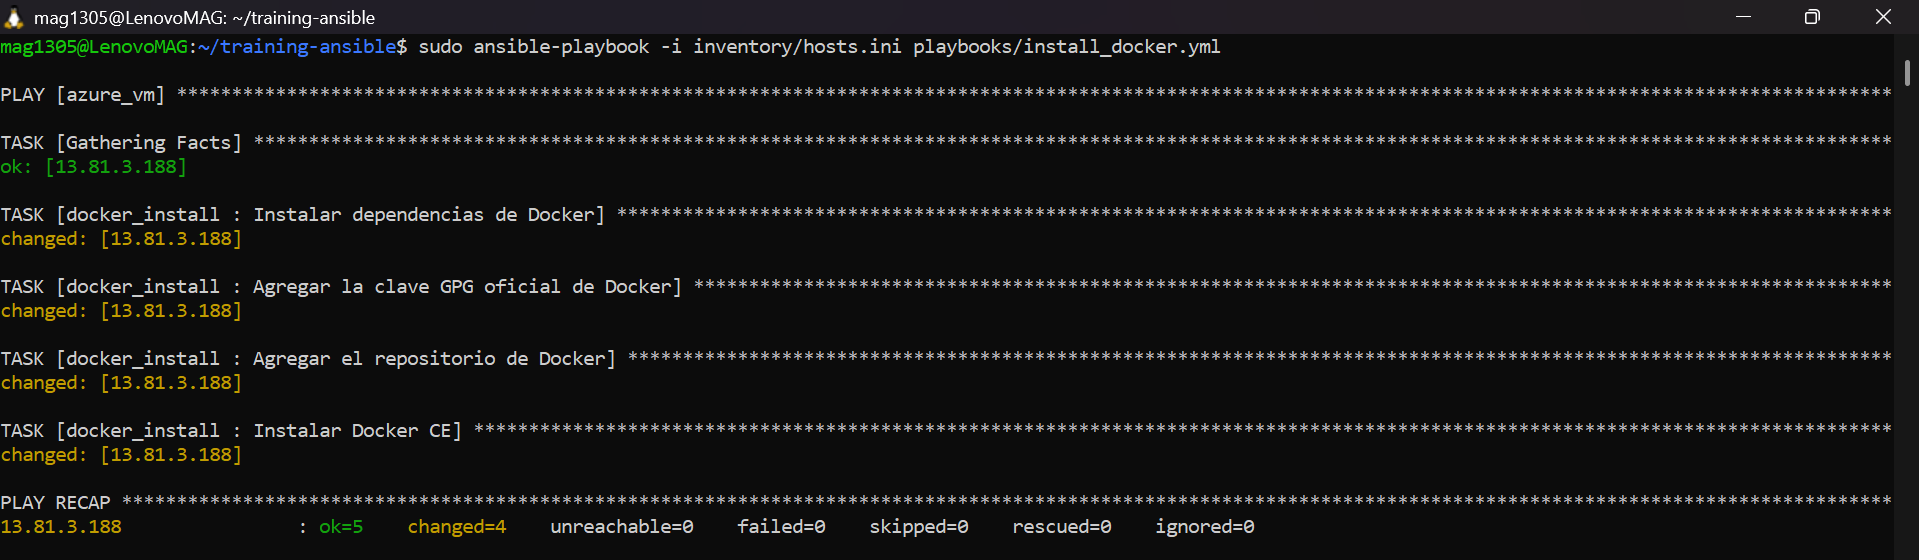 mag1305@LenovoMAG: ~/training-ansible
mag1305@LenovoMAG:~/training-ansible$ sudo ansible-playbook -i inventory/hosts.ini playbooks/install_docker.yml
PLAY [azure_vm] ****************************************************************************************************************************************************************
TASK [Gathering Facts] *****************************************************************************************************************************************************
ok: [13.81.3.188]
TASK [docker_install : Instalar dependencias de Docker] ********************************************************************************************************************
changed: [13.81.3.188]
TASK [docker_install : Agregar la clave GPG oficial de Docker] *************************************************************************************************************
changed: [13.81.3.188]
TASK [docker_install : Agregar el repositorio de Docker] *******************************************************************************************************************
changed: [13.81.3.188]
TASK [docker_install : Instalar Docker CE] *********************************************************************************************************************************
changed: [13.81.3.188]
PLAY RECAP *****************************************************************************************************************************************************************
13.81.3.188                : ok=5    changed=4    unreachable=0    failed=0    skipped=0    rescued=0    ignored=0